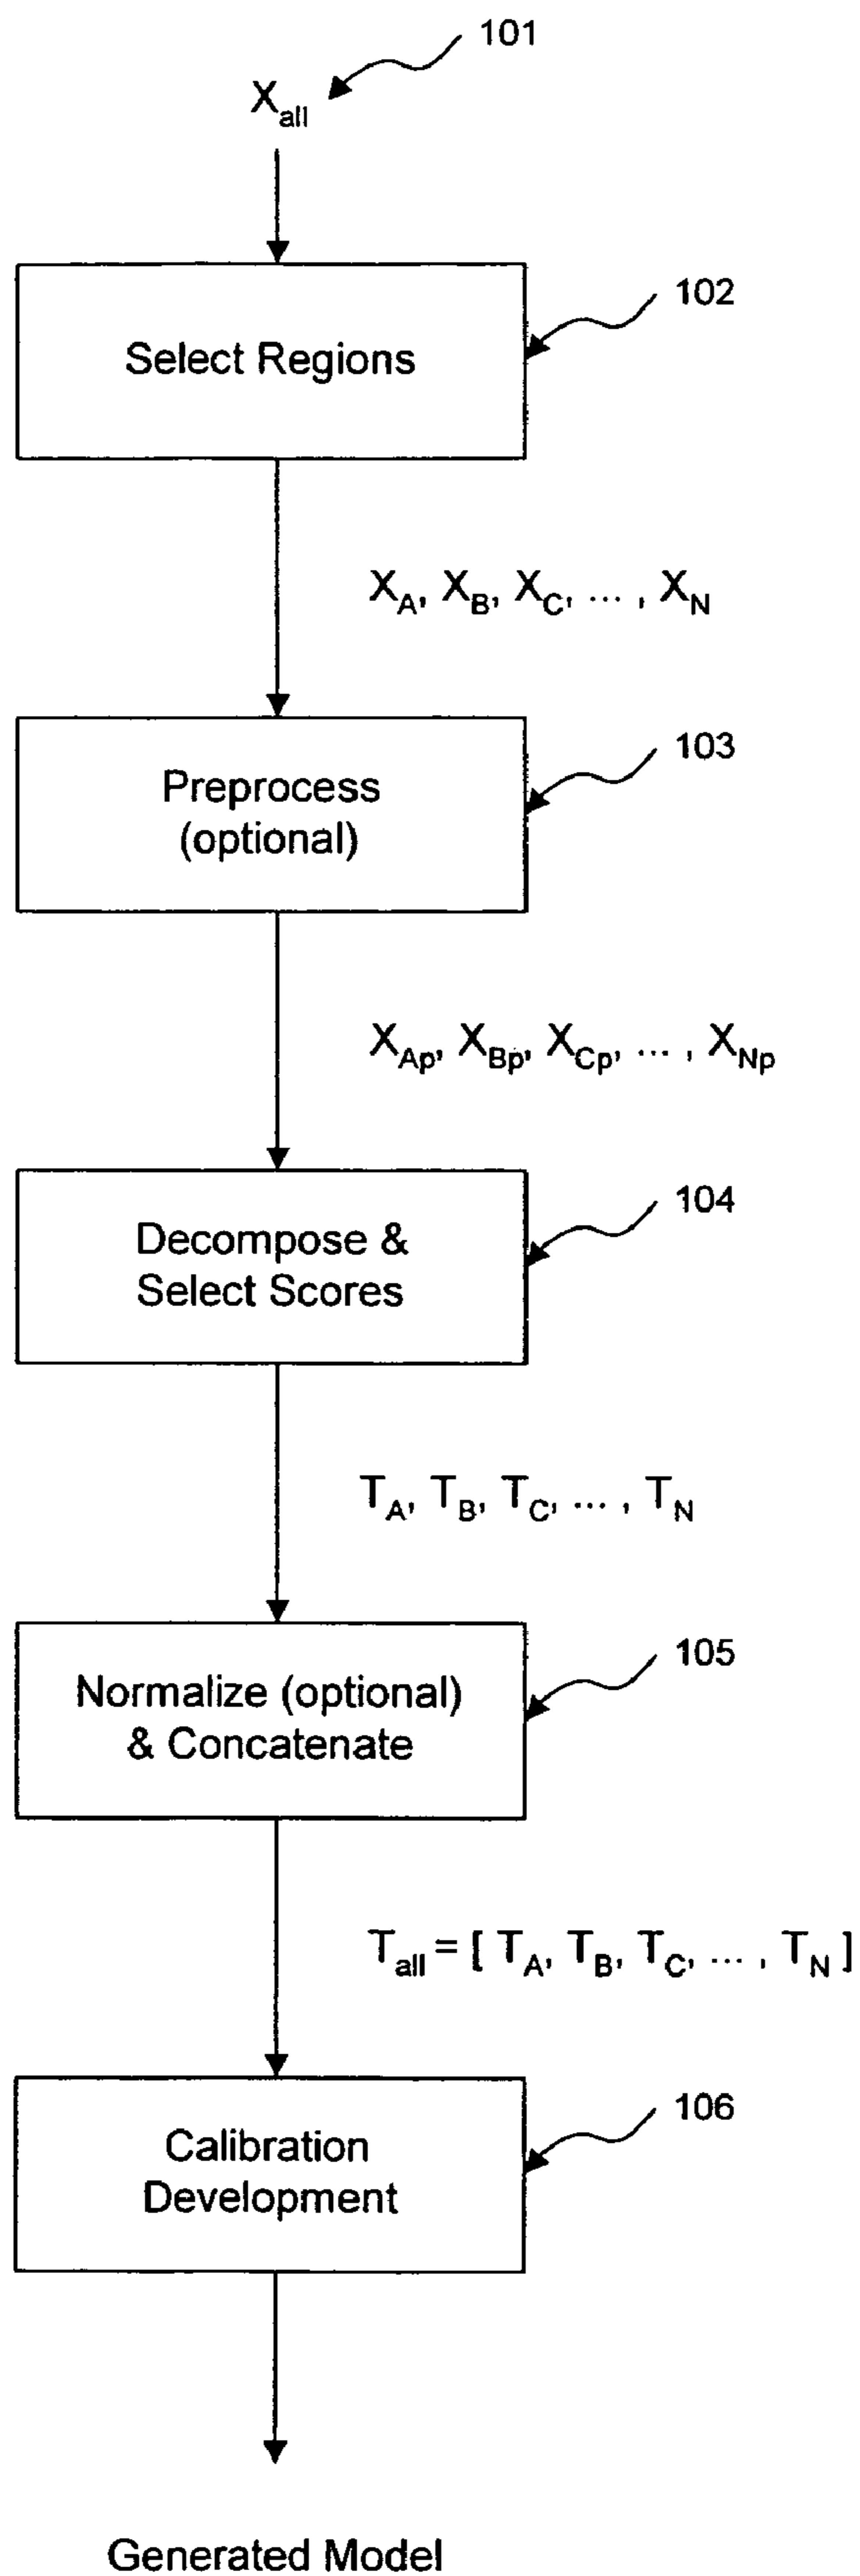 101
X_all
102
Select Regions
X_A, X_B, X_C, ... , X_N
103
Preprocess
(optional)
X_Ap, X_Bp, X_Cp, ... , X_Np
104
Decompose &
Select Scores
T_A, T_B, T_C, ... , T_N
105
Normalize (optional)
& Concatenate
T_all = [ T_A, T_B, T_C, ... , T_N ]
106
Calibration
Development
Generated Model